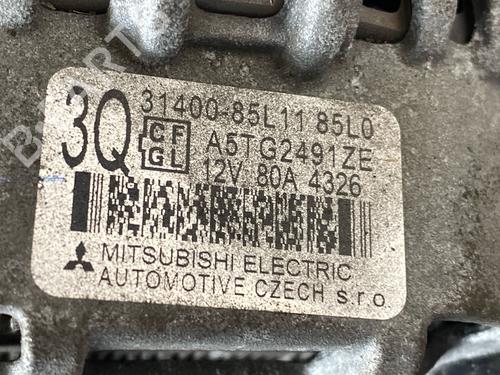 3Q
31400-85L11 85L0
CF
GL
A5TG2491ZE
12V 80A 4326
MITSUBISHI ELECTRIC
AUTOMOTIVE CZECH s.r.o.